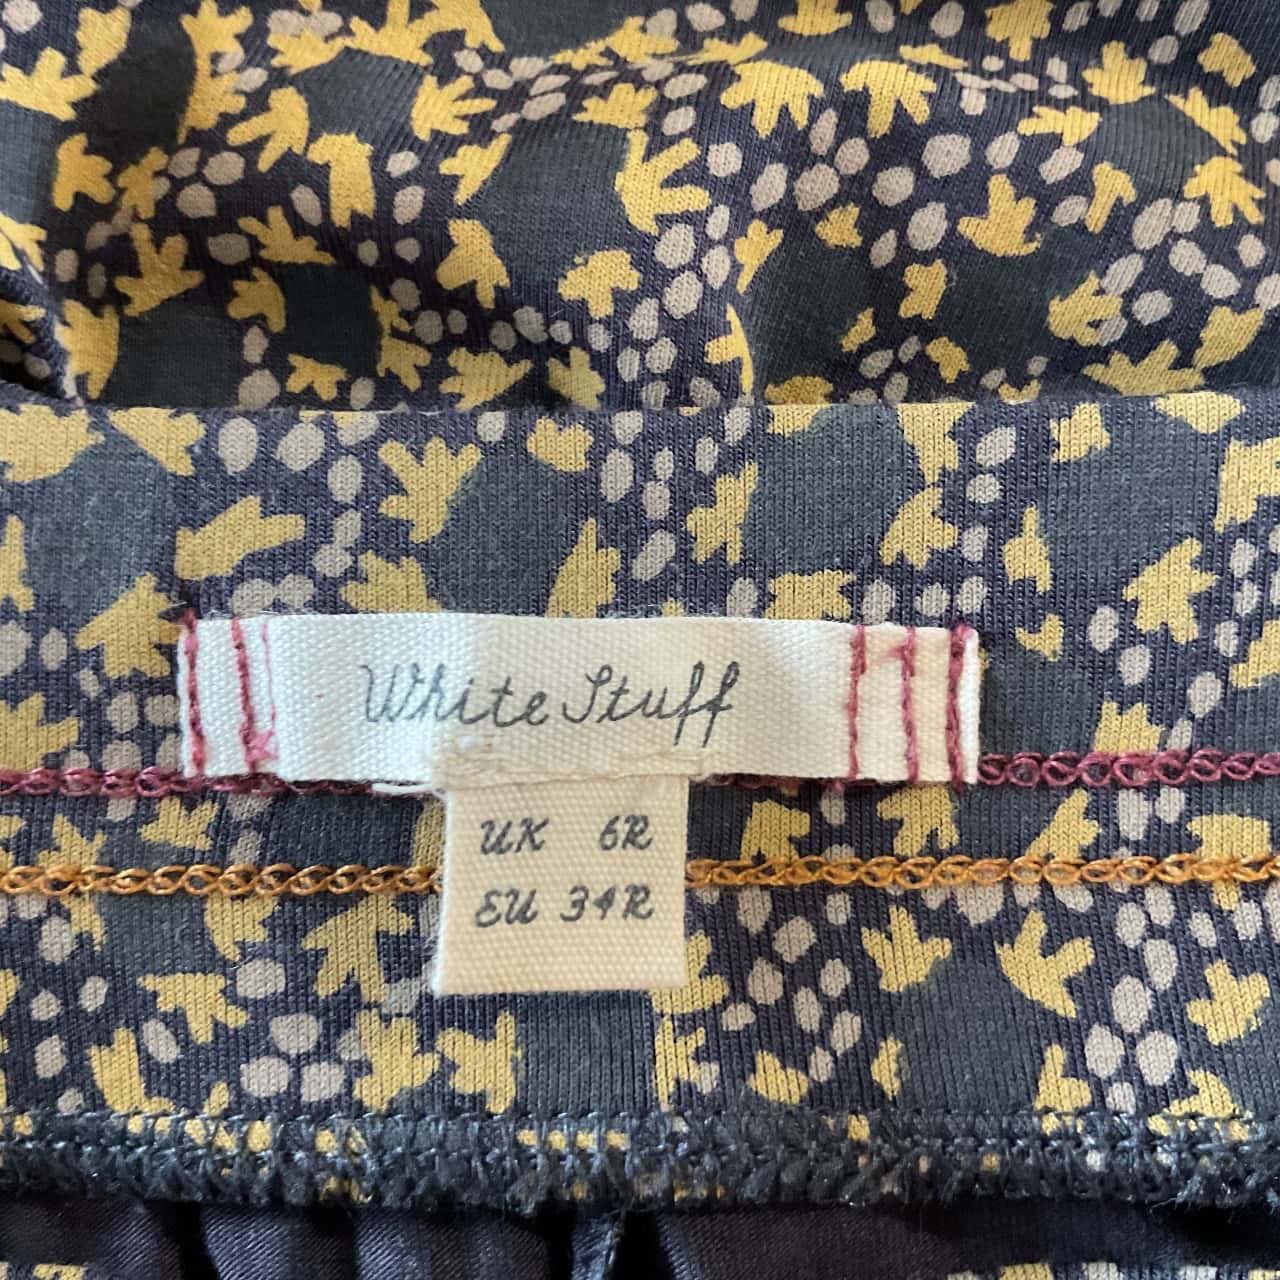 White Stuff
UK 6R
EU 34R